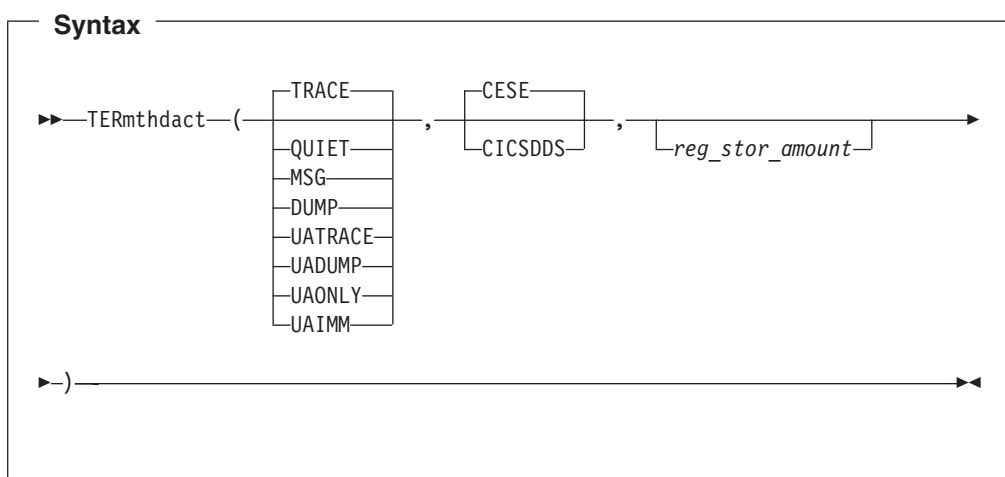 Syntax
TRACE CESE
►►—TERmthdact—( , , ►
QUIET CICSDDS reg_stor_amount
MSG
DUMP
UATRACE
UADUMP
UAONLY
UAIMM
►—) ►◄